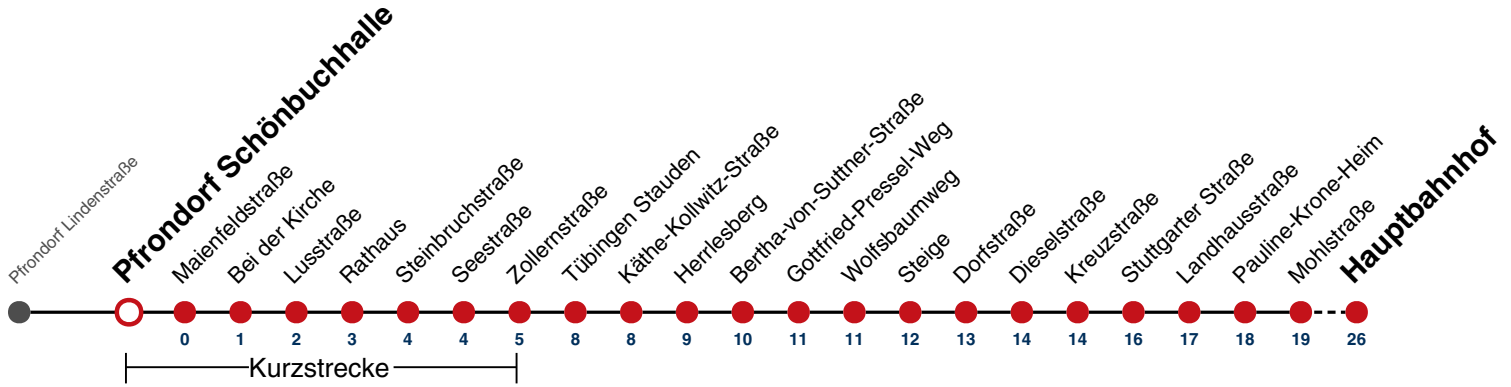 Pfrondorf Lindenstraße
Pfrondorf Schönbuchhalle
Maienfeldstraße
Bei der Kirche
Lusstraße
Rathaus
Steinbruchstraße
Seestraße
Zollernstraße
Tübingen Stauden
Käthe-Kollwitz-Straße
Herrlesberg
Bertha-von-Suttner-Straße
Gottfried-Pressel-Weg
Wolfsbaumweg
Steige
Dorfstraße
Dieselstraße
Kreuzstraße
Stuttgarter Straße
Landhausstraße
Pauline-Krone-Heim
Mohlstraße
Hauptbahnhof
0 1 2 3 4 4 5 8 8 9 10 11 11 12 13 14 14 16 17 18 19 26
Kurzstrecke